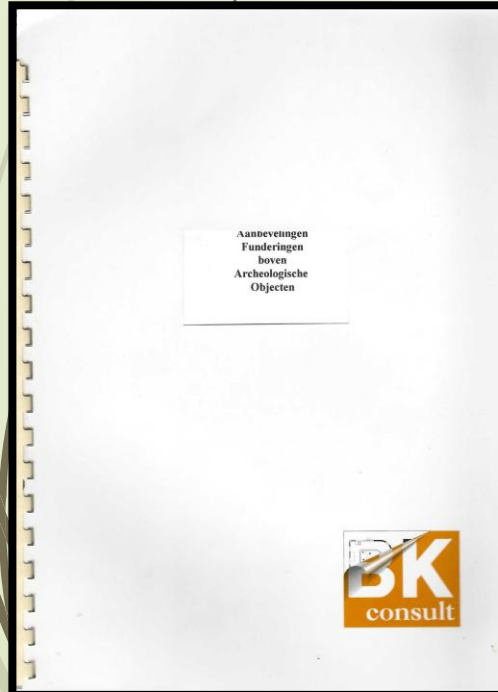 Aanbevelingen
Funderingen
boven
Archeologische
Objecten
BK
consult